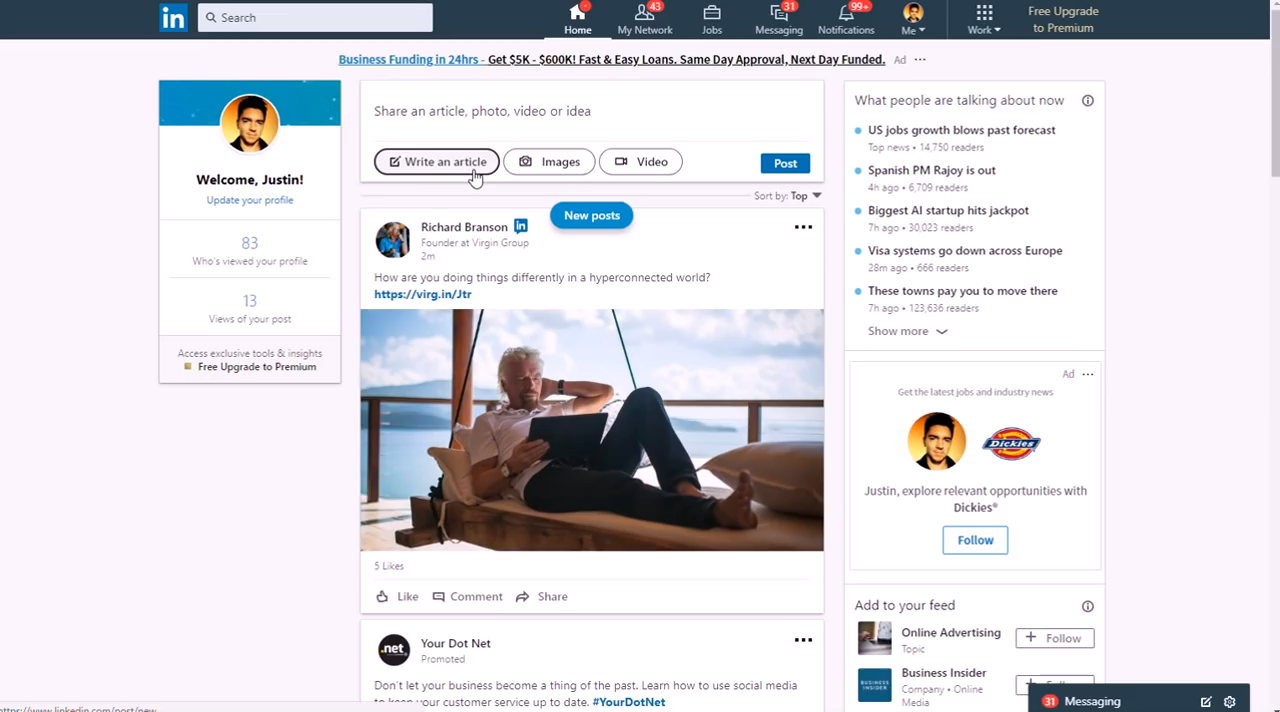 in
Search
Home
43
My Network
Jobs
31
Messaging
99+
Notifications
Me
Work
Free Upgrade
to Premium
Business Funding in 24hrs - Get $5K - $600K! Fast & Easy Loans. Same Day Approval, Next Day Funded. Ad
Welcome, Justin!
Update your profile
83
Who's viewed your profile
13
Views of your post
Access exclusive tools & insights
Free Upgrade to Premium
Share an article, photo, video or idea
Write an article
Images
Video
Post
Sort by: Top
New posts
Richard Branson in
Founder at Virgin Group
2m
How are you doing things differently in a hyperconnected world?
https://virg.in/Jtr
5 Likes
Like
Comment
Share
.net
Your Dot Net
Promoted
Don't let your business become a thing of the past. Learn how to use social media
to keep your customer service up to date. #YourDotNet
What people are talking about now
US jobs growth blows past forecast
Top news • 14,750 readers
Spanish PM Rajoy is out
4h ago • 6,709 readers
Biggest AI startup hits jackpot
7h ago • 30,023 readers
Visa systems go down across Europe
28m ago • 666 readers
These towns pay you to move there
7h ago • 123,636 readers
Show more
Ad
Get the latest jobs and industry news
Dickies
Justin, explore relevant opportunities with
Dickies®
Follow
Add to your feed
Online Advertising
Topic
+ Follow
BUSINESS
INSIDER
Business Insider
Company • Online
Media
31 Messaging
https://www.linkedin.com/post/new